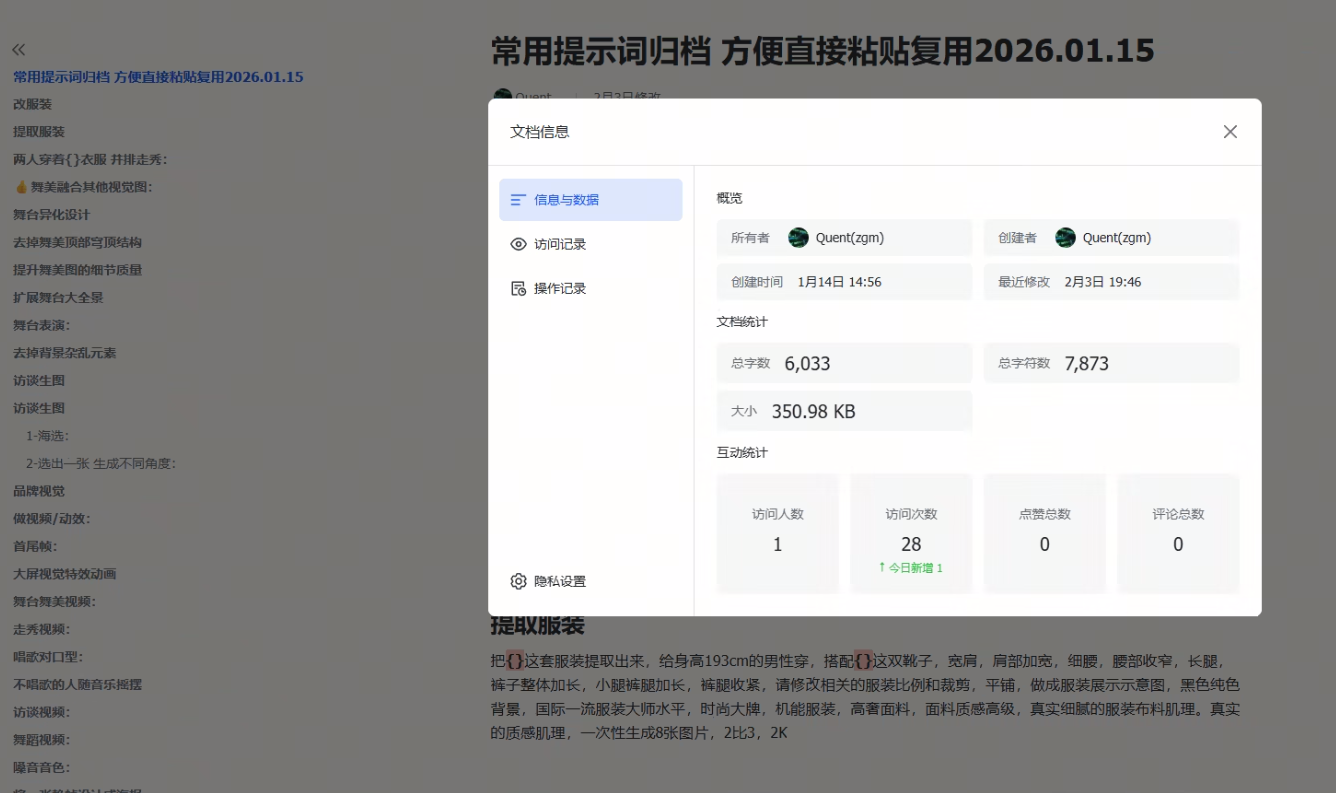 常用提示词归档 方便直接粘贴复用2026.01.15
改服装
提取服装
两人穿着{}衣服 并排走秀：
👍舞美融合其他视觉图：
舞台异化设计
去掉舞美顶部穹顶结构
提升舞美图的细节质量
扩展舞台大全景
舞台表演：
去掉背景杂乱元素
访谈生图
访谈生图
1-海选：
2-选出一张 生成不同角度：
品牌视觉
做视频/动效：
首尾帧：
大屏视觉特效动画
舞台舞美视频：
走秀视频：
唱歌对口型：
不唱歌的人随音乐摇摆
访谈视频：
舞蹈视频：
嗓音音色：
常用提示词归档 方便直接粘贴复用2026.01.15
Quent
2月3日修改
文档信息
信息与数据
访问记录
操作记录
隐私设置
概览
所有者 Quent(zgm)
创建者 Quent(zgm)
创建时间 1月14日 14:56
最近修改 2月3日 19:46
文档统计
总字数 6,033
总字符数 7,873
大小 350.98 KB
互动统计
访问人数
1
访问次数
28
↑ 今日新增 1
点赞总数
0
评论总数
0
提取服装
把{}这套服装提取出来，给身高193cm的男性穿，搭配{}这双靴子，宽肩，肩部加宽，细腰，腰部收窄，长腿，
裤子整体加长，小腿裤腿加长，裤腿收紧，请修改相关的服装比例和裁剪，平铺，做成服装展示示意图，黑色纯色
背景，国际一流服装大师水平，时尚大牌，机能服装，高奢面料，面料质感高级，真实细腻的服装布料肌理。真实
的质感肌理，一次性生成8张图片，2比3，2K